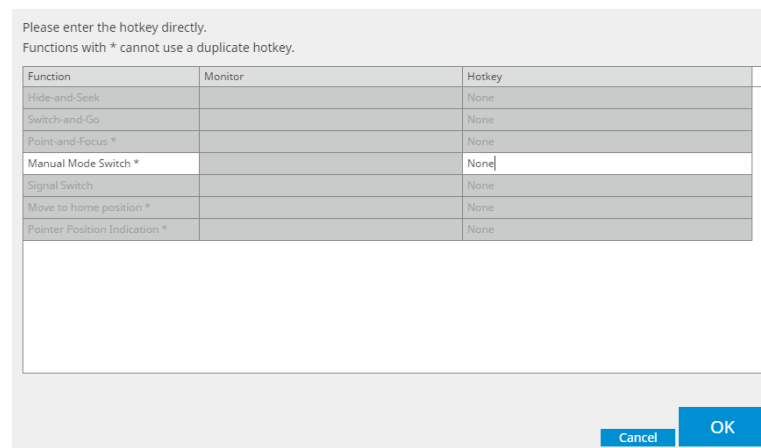 Please enter the hotkey directly.
Functions with * cannot use a duplicate hotkey.
Function Monitor Hotkey
Hide-and-Seek None
Switch-and-Go None
Point-and-Focus * None
Manual Mode Switch * None
Signal Switch None
Move to home position * None
Pointer Position Indication * None
Cancel OK